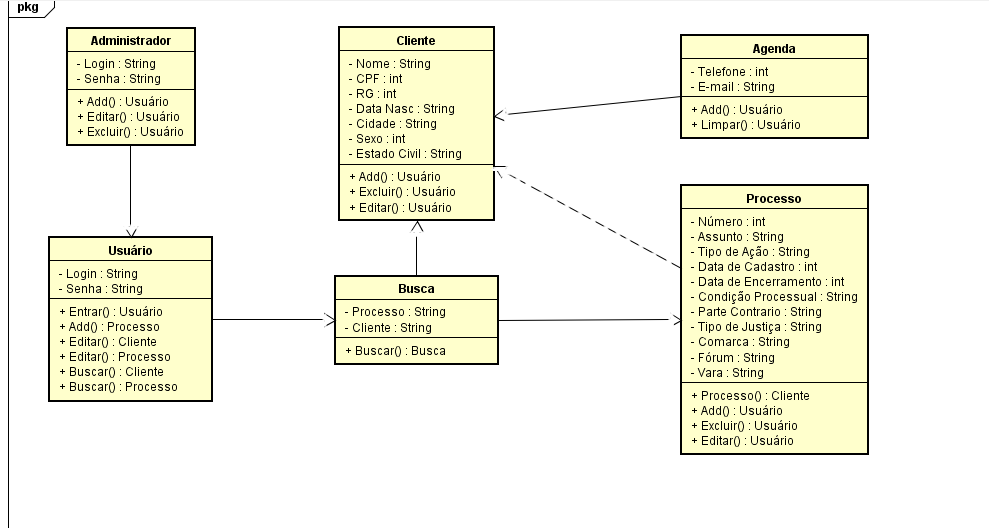 pkg
Administrador
- Login : String
- Senha : String
+ Add() : Usuário
+ Editar() : Usuário
+ Excluir() : Usuário
Cliente
- Nome : String
- CPF : int
- RG : int
- Data Nasc : String
- Cidade : String
- Sexo : int
- Estado Civil : String
+ Add() : Usuário
+ Excluir() : Usuário
+ Editar() : Usuário
Agenda
- Telefone : int
- E-mail : String
+ Add() : Usuário
+ Limpar() : Usuário
Usuário
- Login : String
- Senha : String
+ Entrar() : Usuário
+ Add() : Processo
+ Editar() : Cliente
+ Editar() : Processo
+ Buscar() : Cliente
+ Buscar() : Processo
Busca
- Processo : String
- Cliente : String
+ Buscar() : Busca
Processo
- Número : int
- Assunto : String
- Tipo de Ação : String
- Data de Cadastro : int
- Data de Encerramento : int
- Condição Processual : String
- Parte Contrario : String
- Tipo de Justiça : String
- Comarca : String
- Fórum : String
- Vara : String
+ Processo() : Cliente
+ Add() : Usuário
+ Excluir() : Usuário
+ Editar() : Usuário